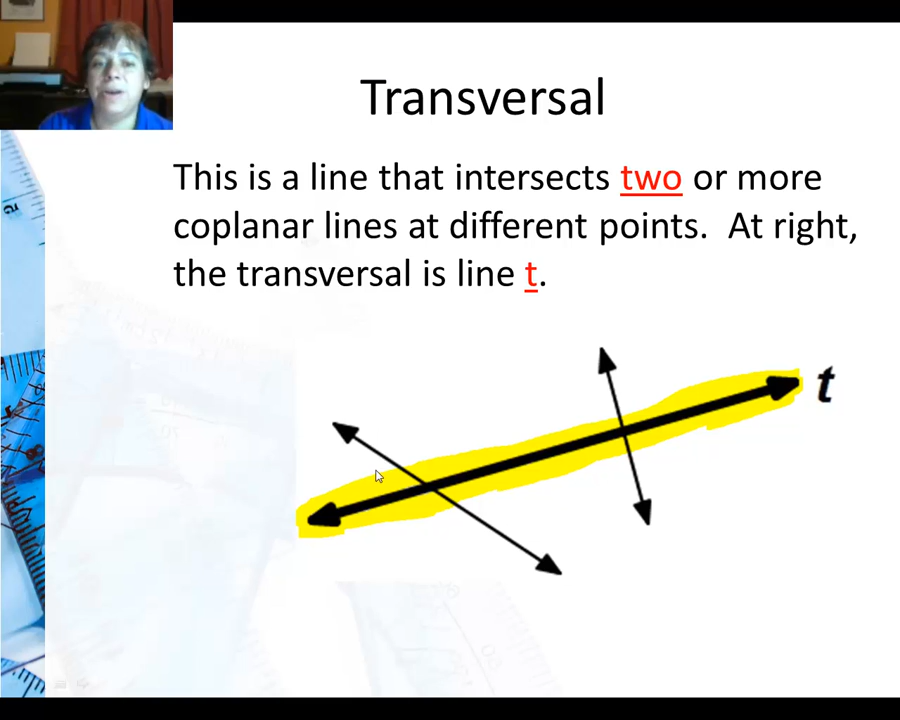 Transversal
This is a line that intersects two or more
coplanar lines at different points. At right,
the transversal is line t.
t